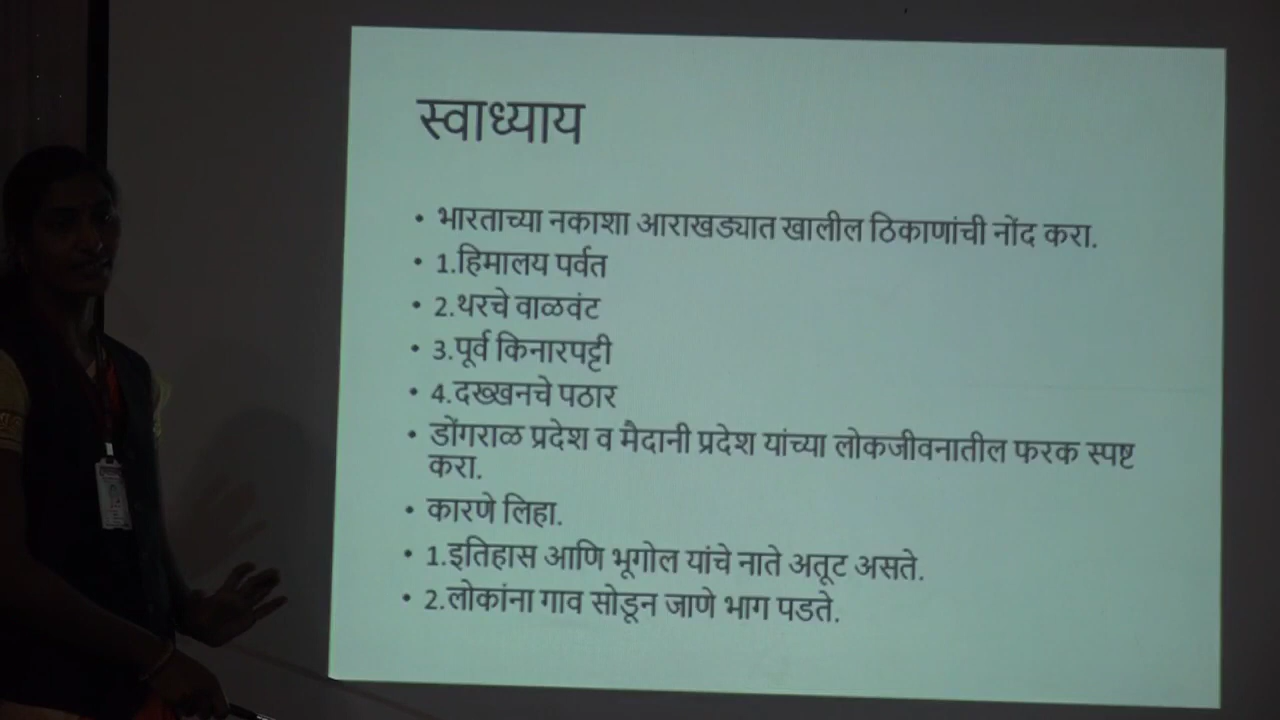 स्वाध्याय
• भारताच्या नकाशा आराखड्यात खालील ठिकाणांची नोंद करा.
• 1.हिमालय पर्वत
• 2.थरचे वाळवंट
• 3.पूर्व किनारपट्टी
• 4.दख्खनचे पठार
• डोंगराळ प्रदेश व मैदानी प्रदेश यांच्या लोकजीवनातील फरक स्पष्ट
करा.
• कारणे लिहा.
• 1.इतिहास आणि भूगोल यांचे नाते अतूट असते.
• 2.लोकांना गाव सोडून जाणे भाग पडते.